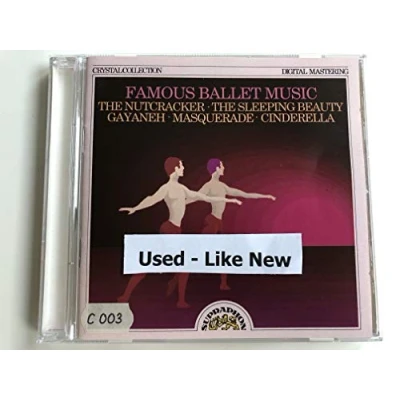 CRYSTAL COLLECTION DIGITAL MASTERING
FAMOUS BALLET MUSIC
THE NUTCRACKER · THE SLEEPING BEAUTY
GAYANEH · MASQUERADE · CINDERELLA
Used - Like New
C 003
SUPRAPHON